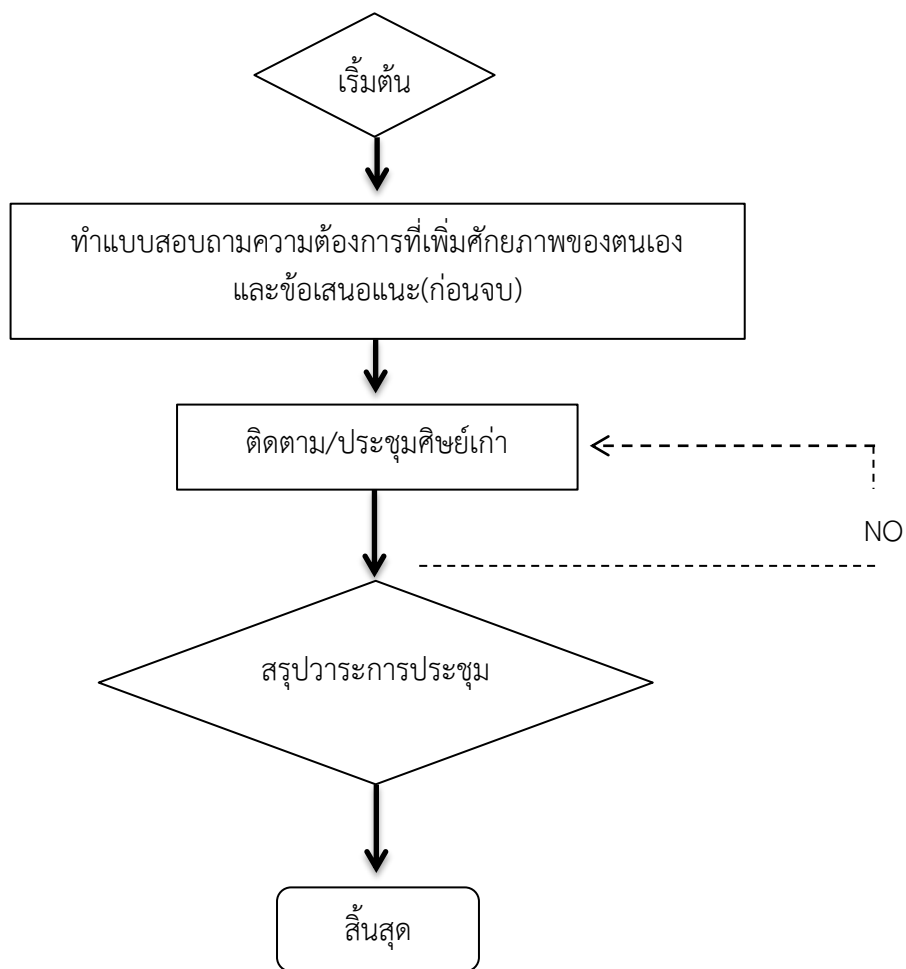 เริ่มต้น
ทำแบบสอบถามความต้องการที่เพิ่มศักยภาพของตนเอง
และข้อเสนอแนะ(ก่อนจบ)
ติดตาม/ประชุมศิษย์เก่า
NO
สรุปวาระการประชุม
สิ้นสุด